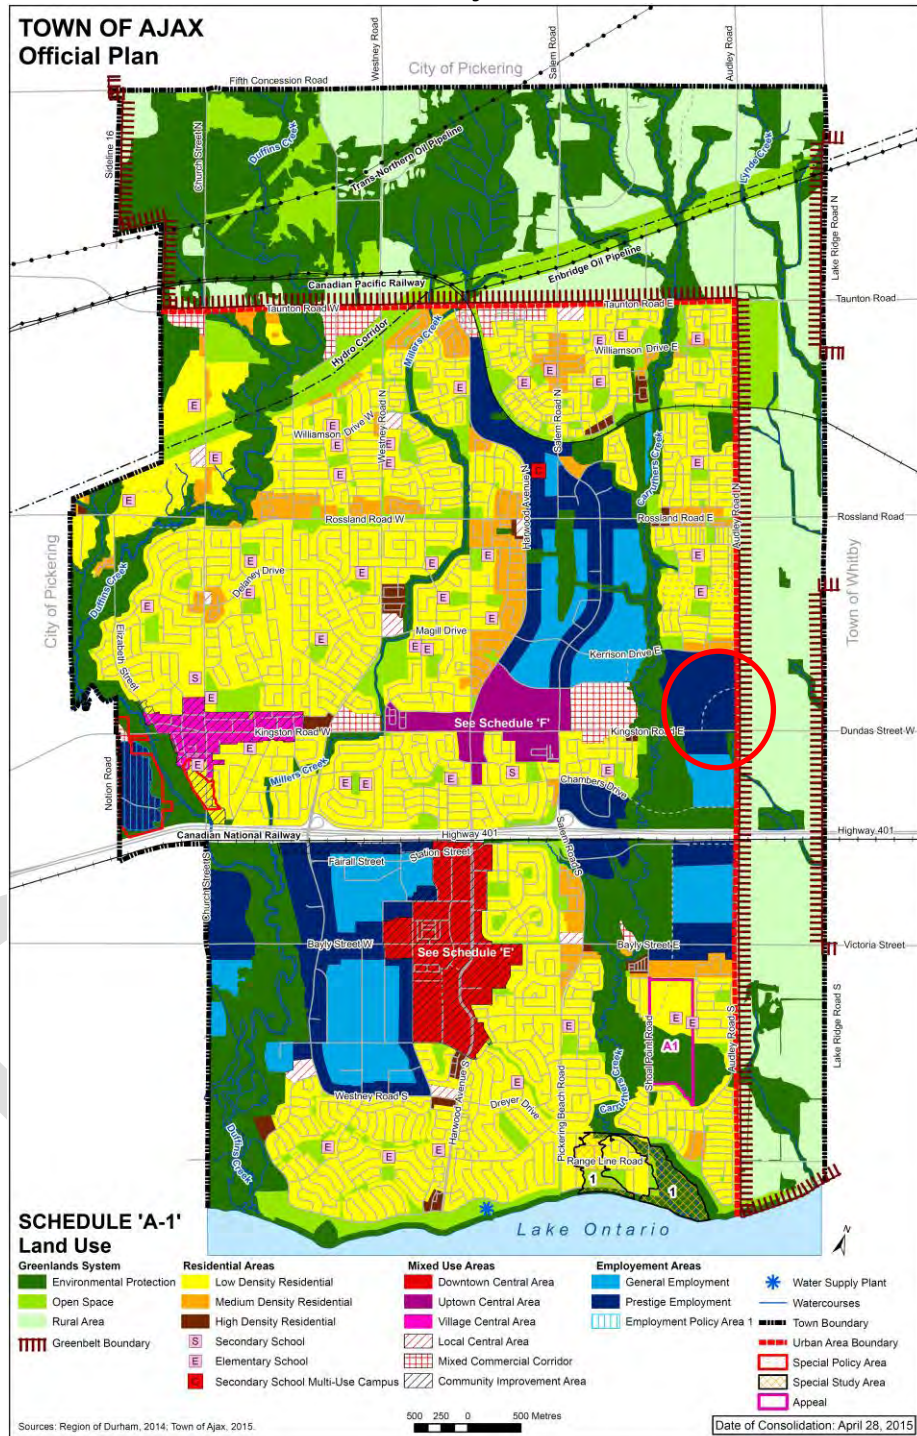 TOWN OF AJAX
Official Plan
City of Pickering
Westney Road
Salem Road
Audley Road
Fifth Concession Road
Sideline 16
Church Street N
Duffins Creek
Trans-Northern Oil Pipeline
Lynde Creek
Lake Ridge Road N
Enbridge Oil Pipeline
Canadian Pacific Railway
Taunton Road W
Taunton Road E
Taunton Road
Hydro Corridor
Millers Creek
Williamson Drive E
E
E
E
E
E
E
E
E
Williamson Drive W
Westney Road N
Salem Road N
Harwood Avenue N
Carruthers Creek
Audley Road N
E
E
E
E
E
E
E
C
E
E
Rossland Road W
Rossland Road E
Rossland Road
City of Pickering
Town of Whitby
Duffins Creek
Delaney Drive
Elizabeth Street
Magill Drive
Kerrison Drive E
E
E
E
E
E
E
E
E
E
E
S
E
Kingston Road W
See Schedule 'F'
Kingston Road E
Dundas Street W
E
E
Millers Creek
E
E
E
S
E
Chambers Drive
Notion Road
Canadian National Railway
Highway 401
Highway 401
Salem Road S
Fairall Street
Station Street
Church Street S
Bayly Street W
See Schedule 'E'
Bayly Street E
Victoria Street
Shoal Point Road
Audley Road S
Lake Ridge Road S
E
E
E
A1
Westney Road S
Harwood Avenue S
Dreyer Drive
Pickering Beach Road
Carruthers Creek
Duffins Creek
E
E
E
E
Range Line Road
1
1
Lake Ontario
N
SCHEDULE 'A-1'
Land Use
Greenlands System
Environmental Protection
Open Space
Rural Area
Greenbelt Boundary
Residential Areas
Low Density Residential
Medium Density Residential
High Density Residential
S Secondary School
E Elementary School
C Secondary School Multi-Use Campus
Mixed Use Areas
Downtown Central Area
Uptown Central Area
Village Central Area
Local Central Area
Mixed Commercial Corridor
Community Improvement Area
Employement Areas
General Employment
Prestige Employment
Employment Policy Area 1
Water Supply Plant
Watercourses
Town Boundary
Urban Area Boundary
Special Policy Area
Special Study Area
Appeal
500 250 0 500 Metres
Sources: Region of Durham, 2014; Town of Ajax, 2015.
Date of Consolidation: April 28, 2015